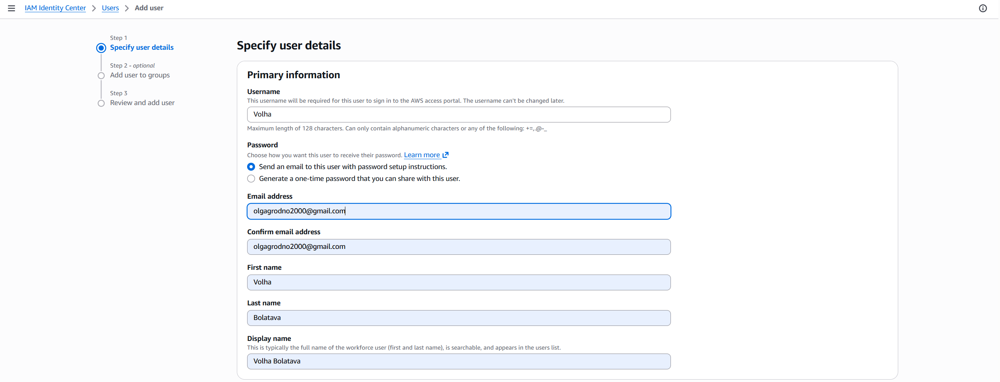 IAM Identity Center > Users > Add user
Step 1
Specify user details
Step 2 - optional
Add user to groups
Step 3
Review and add user
Specify user details
Primary information
Username
This username will be required for this user to sign in to the AWS access portal. The username can't be changed later.
Volha
Maximum length of 128 characters. Can only contain alphanumeric characters or any of the following: +=,.@-_
Password
Choose how you want this user to receive their password. Learn more
Send an email to this user with password setup instructions.
Generate a one-time password that you can share with this user.
Email address
olgagrodno2000@gmail.com
Confirm email address
olgagrodno2000@gmail.com
First name
Volha
Last name
Bolatava
Display name
This is typically the full name of the workforce user (first and last name), is searchable, and appears in the users list.
Volha Bolatava